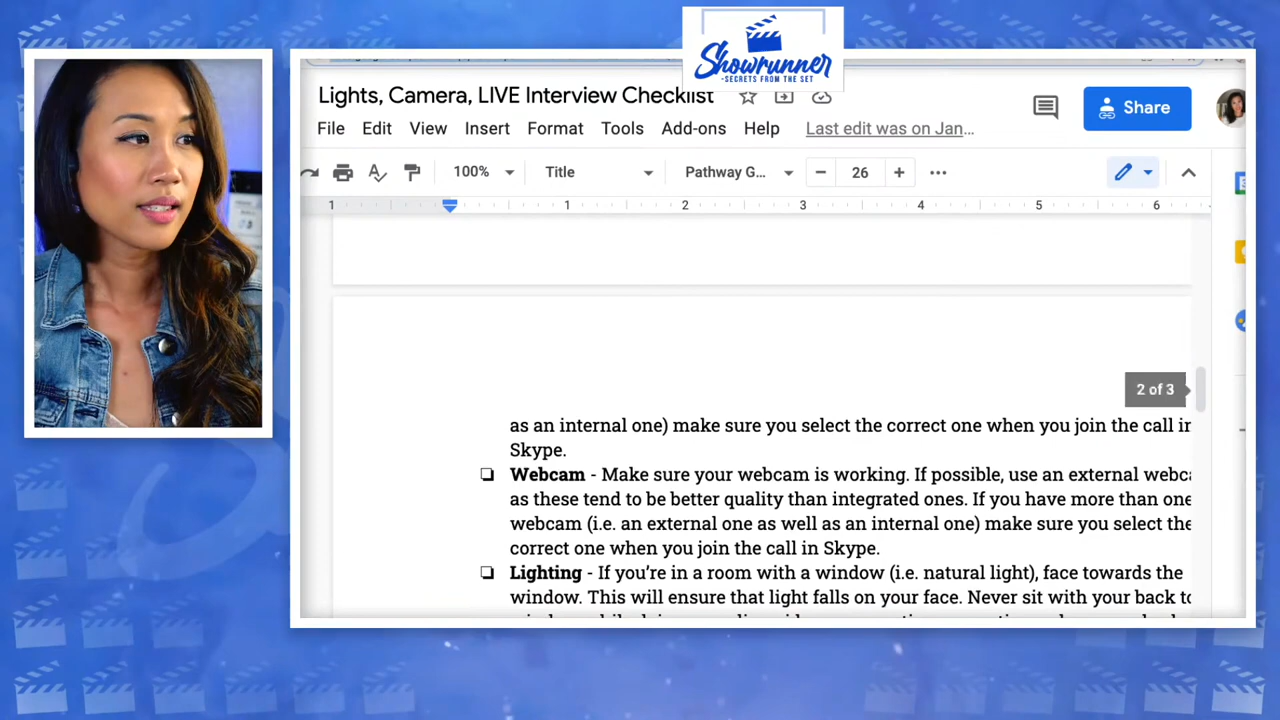 Showrunner
-SECRETS FROM THE SET
Lights, Camera, LIVE Interview Checklist
Share
File Edit View Insert Format Tools Add-ons Help Last edit was on Jan...
100% Title Pathway G... 26
1 1 2 3 4 5 6
2 of 3
as an internal one) make sure you select the correct one when you join the call in
Skype.
Webcam - Make sure your webcam is working. If possible, use an external webca
as these tend to be better quality than integrated ones. If you have more than one
webcam (i.e. an external one as well as an internal one) make sure you select the
correct one when you join the call in Skype.
Lighting - If you're in a room with a window (i.e. natural light), face towards the
window. This will ensure that light falls on your face. Never sit with your back to